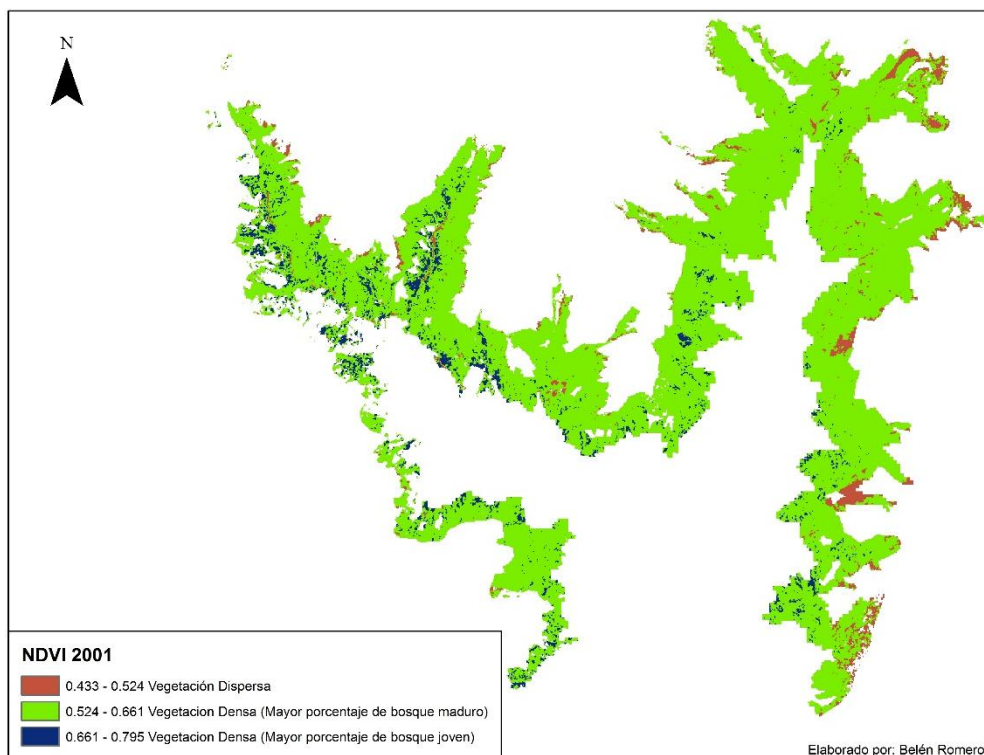 N
NDVI 2001
0.433 - 0.524 Vegetación Dispersa
0.524 - 0.661 Vegetacion Densa (Mayor porcentaje de bosque maduro)
0.661 - 0.795 Vegetacion Densa (Mayor porcentaje de bosque joven)
Elaborado por: Belén Romero